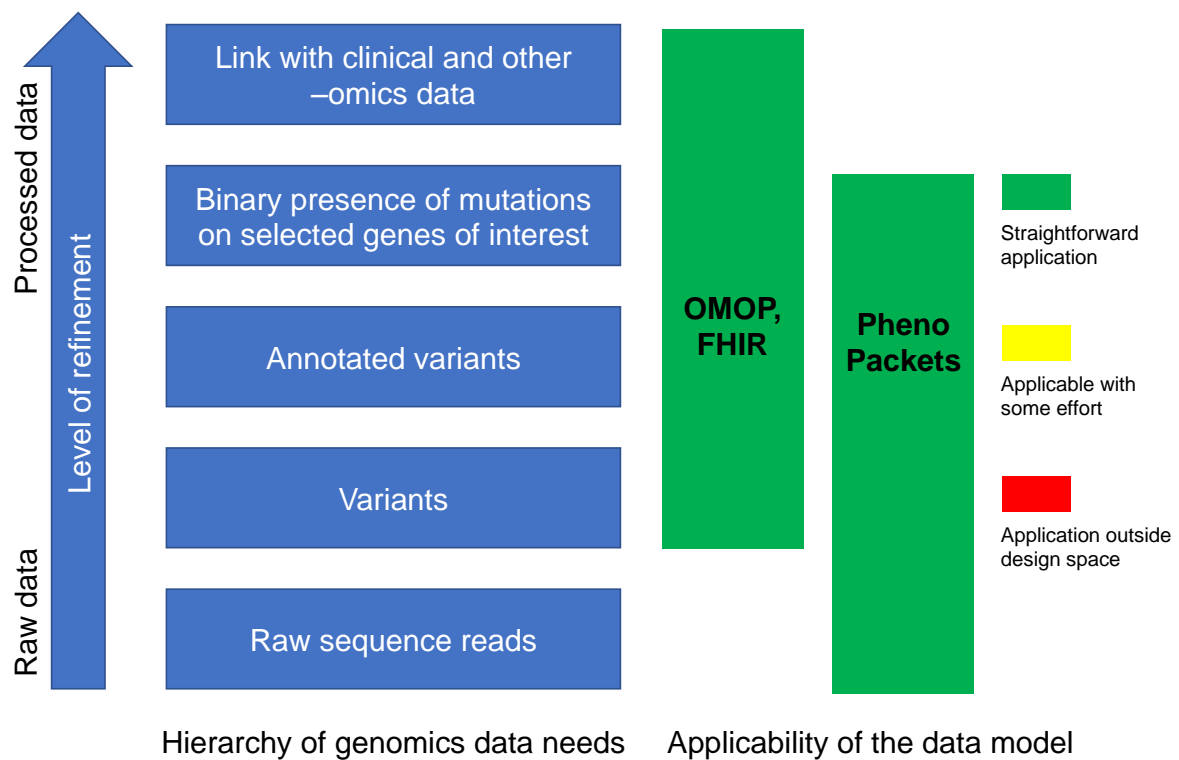 Processed data
Level of refinement
Raw data
Link with clinical and other
–omics data
Binary presence of mutations
on selected genes of interest
Annotated variants
Variants
Raw sequence reads
OMOP,
FHIR
Pheno
Packets
Straightforward
application
Applicable with
some effort
Application outside
design space
Hierarchy of genomics data needs
Applicability of the data model